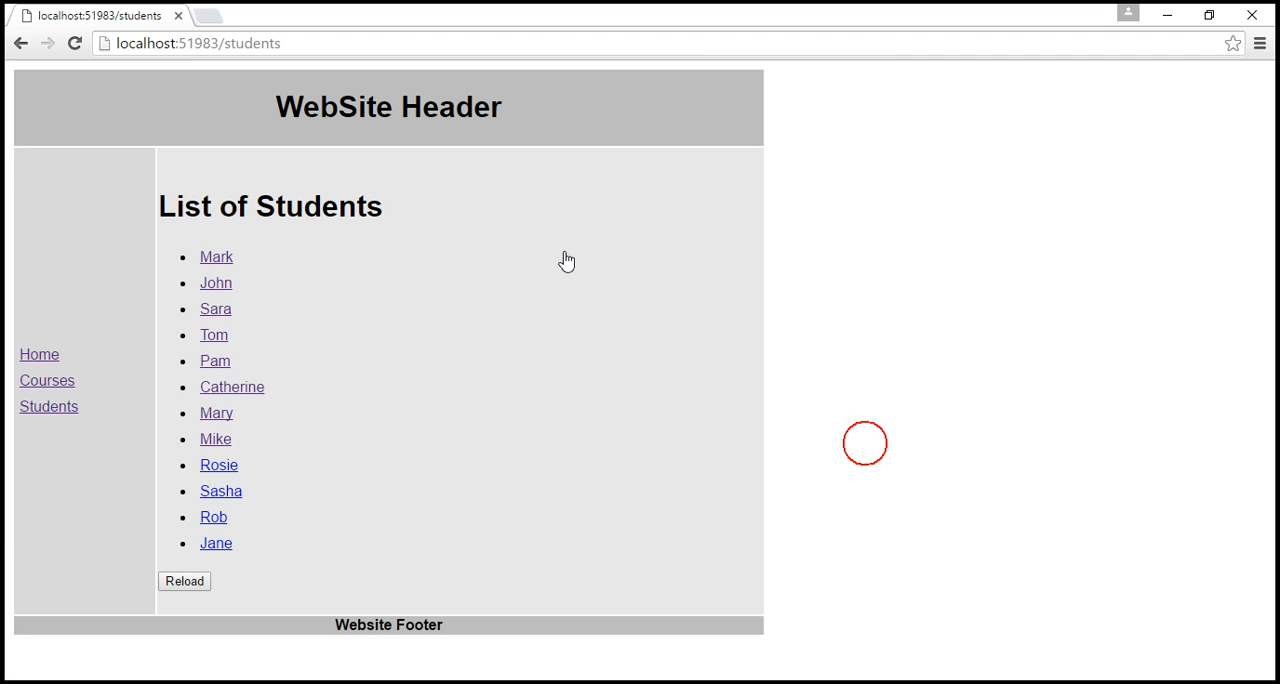 localhost:51983/students
localhost:51983/students
WebSite Header
List of Students
Mark
John
Sara
Tom
Pam
Catherine
Mary
Mike
Rosie
Sasha
Rob
Jane
Reload
Home
Courses
Students
Website Footer